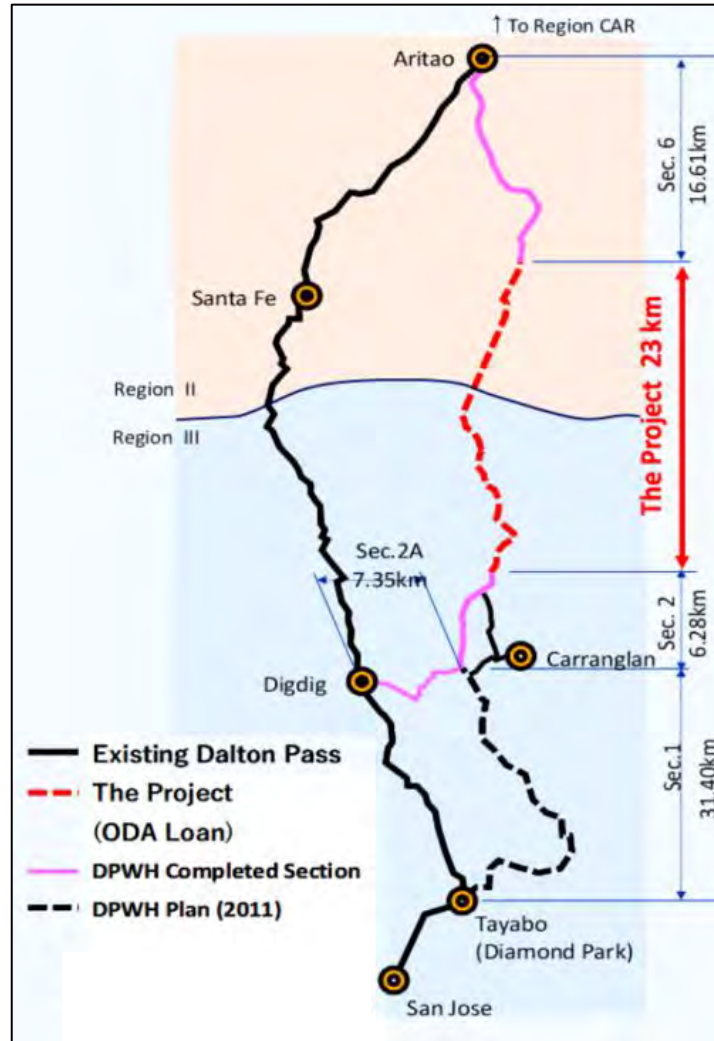 ↑ To Region CAR
Aritao
Sec. 6
16.61km
Santa Fe
The Project 23 km
Region II
Region III
Sec.2A
7.35km
Sec. 2
6.28km
Carranglan
Digdig
Sec.1
31.40km
Existing Dalton Pass
The Project
(ODA Loan)
DPWH Completed Section
DPWH Plan (2011)
Tayabo
(Diamond Park)
San Jose